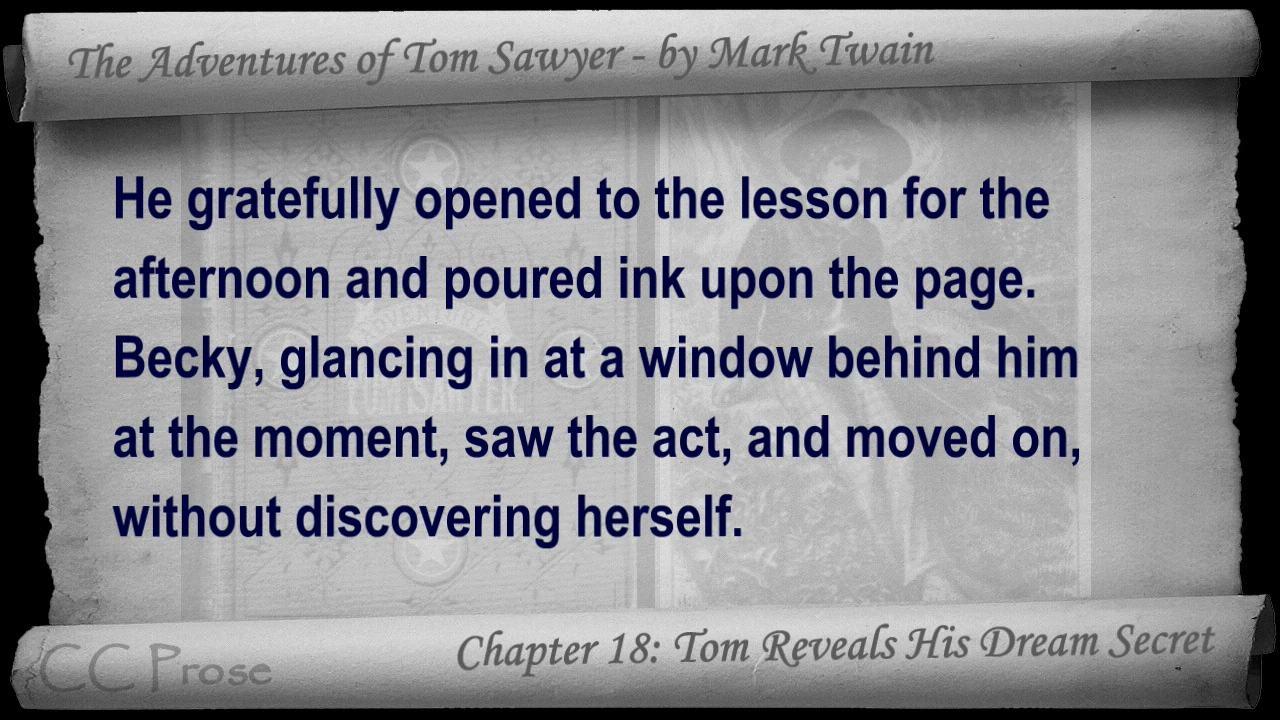 The Adventures of Tom Sawyer - by Mark Twain
He gratefully opened to the lesson for the
afternoon and poured ink upon the page.
Becky, glancing in at a window behind him
at the moment, saw the act, and moved on,
without discovering herself.
Chapter 18: Tom Reveals His Dream Secret
CC Prose